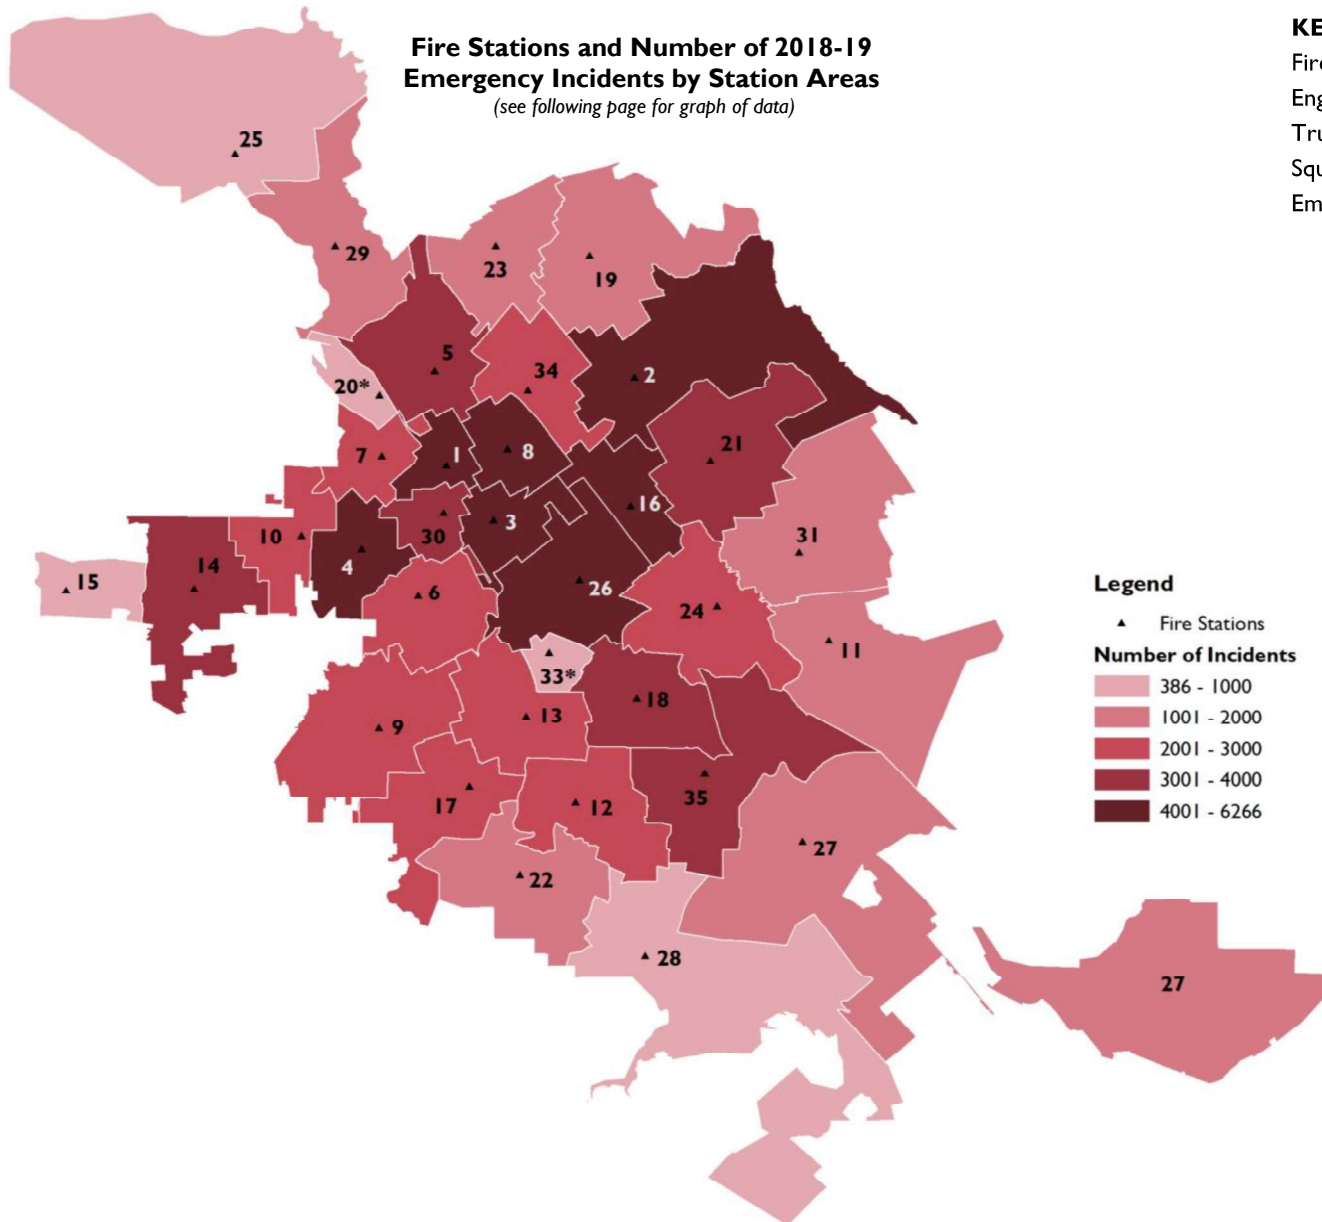 Fire Stations and Number of 2018-19
Emergency Incidents by Station Areas
(see following page for graph of data)
KE
Fire
Eng
Tru
Squ
Em
25
29
23
19
5
34
2
20*
21
7
1
8
16
10
30
3
31
14
4
15
26
6
24
11
33*
18
13
9
35
17
12
27
22
28
27
Legend
Fire Stations
Number of Incidents
386 - 1000
1001 - 2000
2001 - 3000
3001 - 4000
4001 - 6266